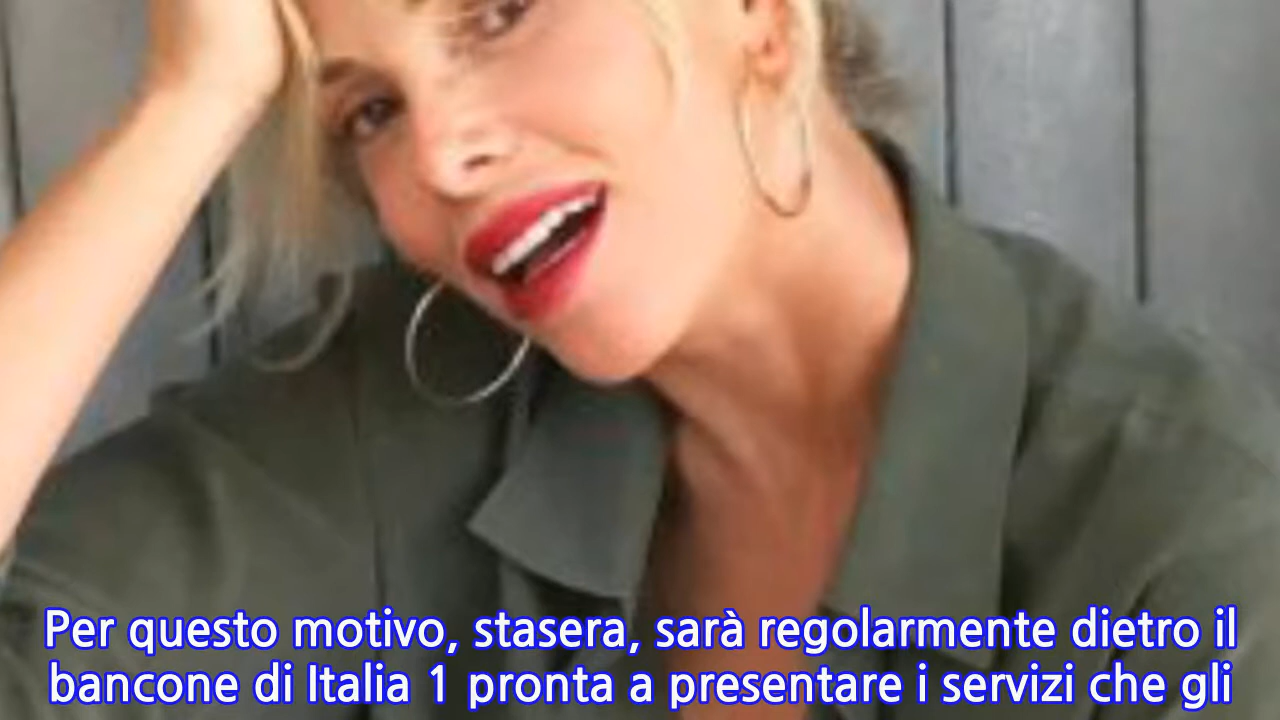 Per questo motivo, stasera, sarà regolarmente dietro il
bancone di Italia 1 pronta a presentare i servizi che gli